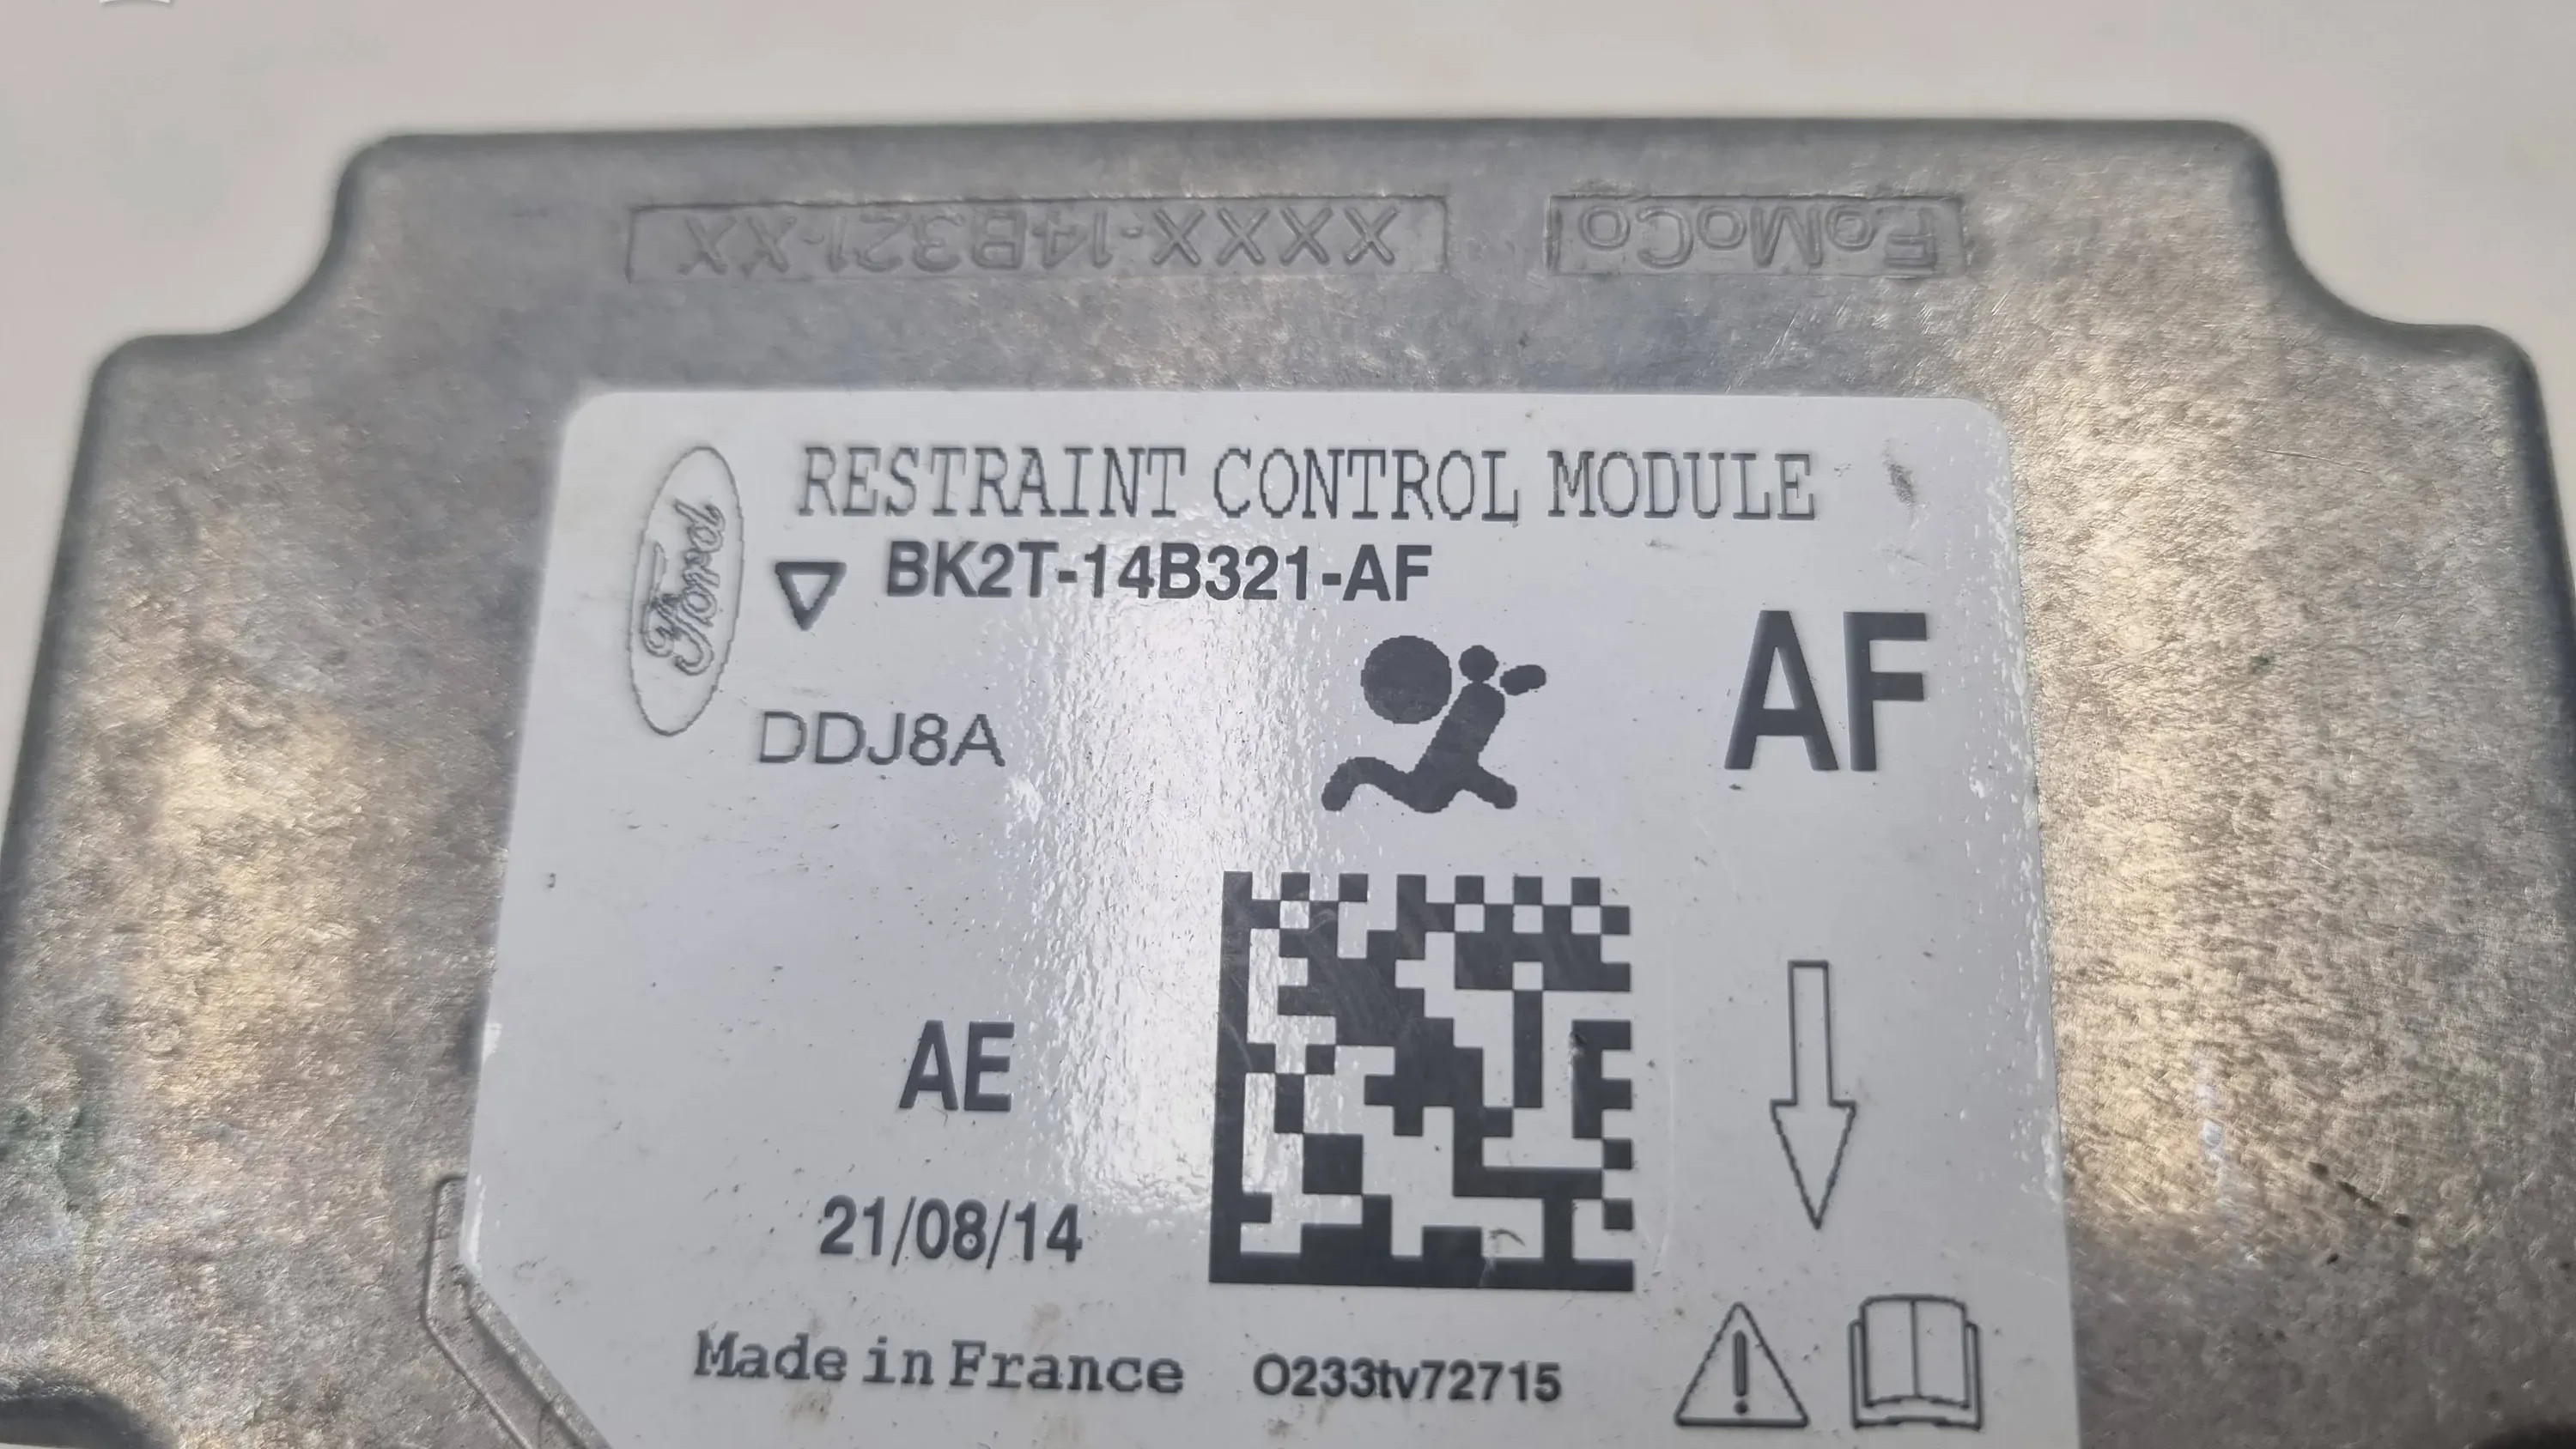 XXXX-14B321-XX
FoMoCo
RESTRAINT CONTROL MODULE
Ford
BK2T-14B321-AF
AF
DDJ8A
AE
21/08/14
Made in France
O233tv72715